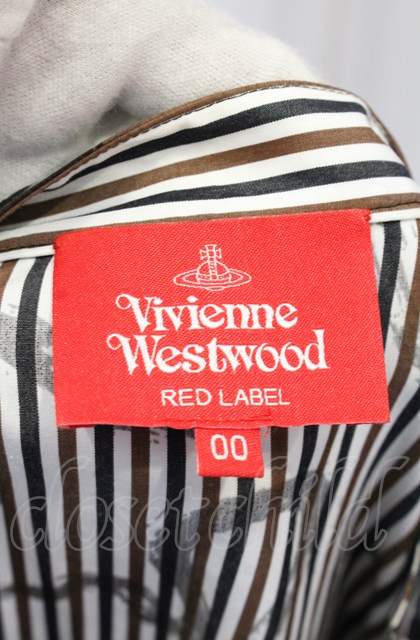 Vivienne
Westwood
RED LABEL
00
closetchild